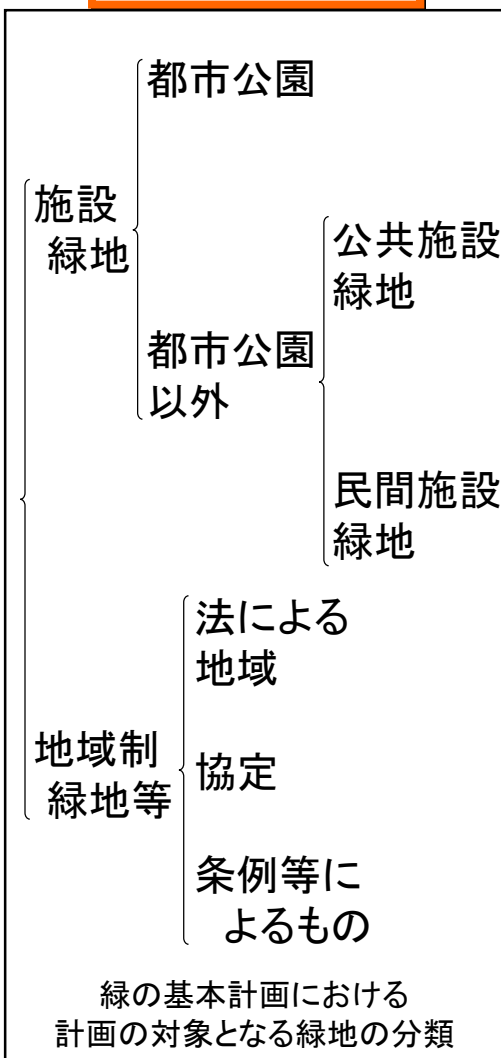 都市公園
施設
緑地
公共施設
緑地
都市公園
以外
民間施設
緑地
法による
地域
地域制
緑地等
協定
条例等に
よるもの
緑の基本計画における
計画の対象となる緑地の分類